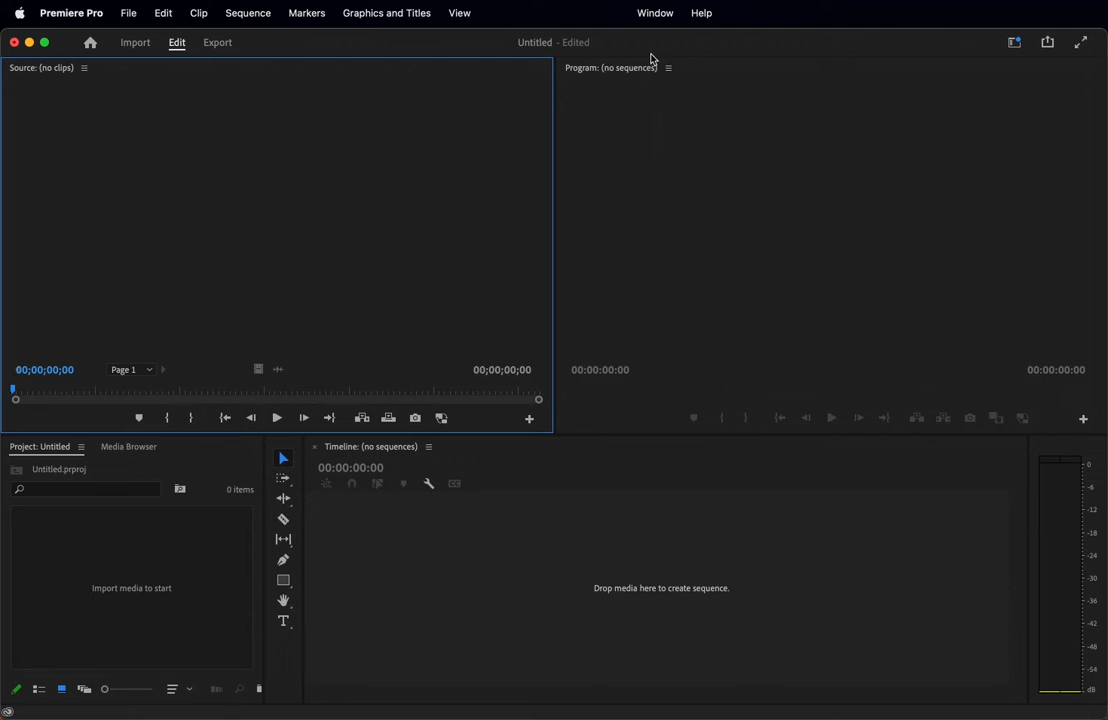 Premiere Pro File Edit Clip Sequence Markers Graphics and Titles View Window Help
Import Edit Export Untitled - Edited
Source: (no clips) Program: (no sequences)
00;00;00;00 Page 1 00;00;00;00 00:00:00:00 00:00:00:00
Project: Untitled Media Browser Timeline: (no sequences)
Untitled.prproj 00:00:00:00
0 items
Import media to start
Drop media here to create sequence.
0
-6
-12
-18
-24
-30
-36
-42
-48
-54
dB